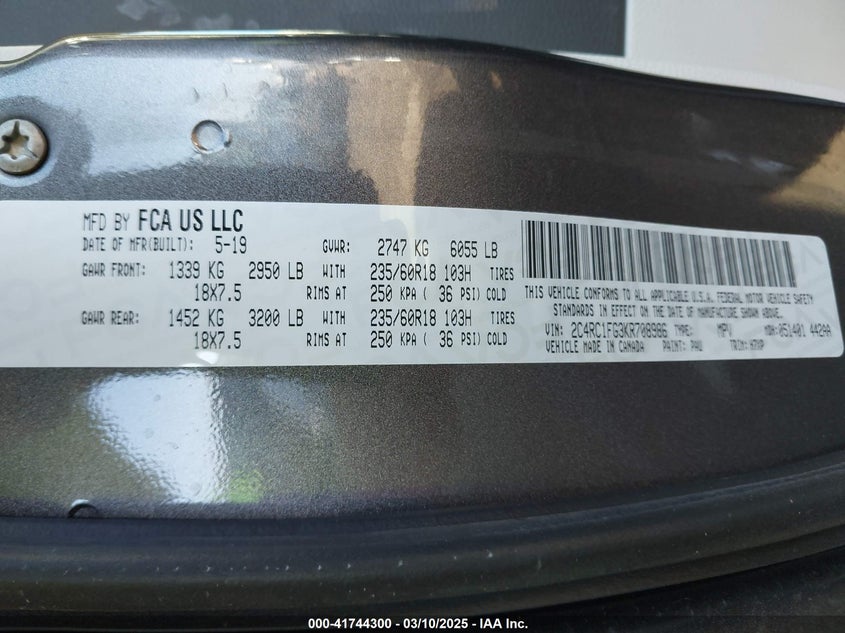 MFD BY FCA US LLC
DATE OF MFR(BUILT): 5-19 GVWR: 2747 KG 6055 LB
GAWR FRONT: 1339 KG 2950 LB WITH 235/60R18 103H TIRES
18X7.5 RIMS AT 250 KPA ( 36 PSI) COLD
GAWR REAR: 1452 KG 3200 LB WITH 235/60R18 103H TIRES
18X7.5 RIMS AT 250 KPA ( 36 PSI) COLD
THIS VEHICLE CONFORMS TO ALL APPLICABLE U.S.A. FEDERAL MOTOR VEHICLE SAFETY
STANDARDS IN EFFECT ON THE DATE OF MANUFACTURE SHOWN ABOVE.
VIN: 2C4RC1FG3KR708986 TYPE: MPV MDH: 051401 442AA
VEHICLE MADE IN CANADA PAINT: PAU TRIM:
000-41744300 - 03/10/2025 - IAA Inc.